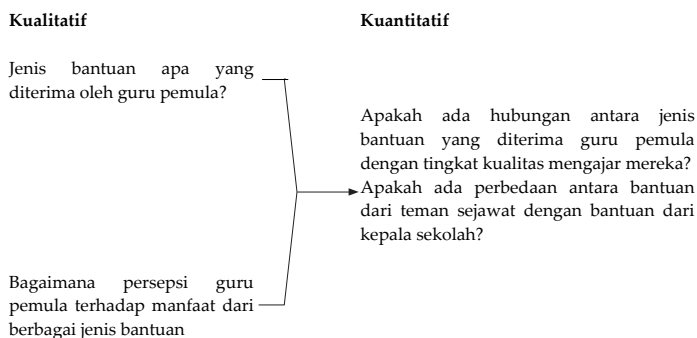 Kualitatif
Kuantitatif
Jenis bantuan apa yang
diterima oleh guru pemula?
Apakah ada hubungan antara jenis
bantuan yang diterima guru pemula
dengan tingkat kualitas mengajar mereka?
Apakah ada perbedaan antara bantuan
dari teman sejawat dengan bantuan dari
kepala sekolah?
Bagaimana persepsi guru
pemula terhadap manfaat dari
berbagai jenis bantuan